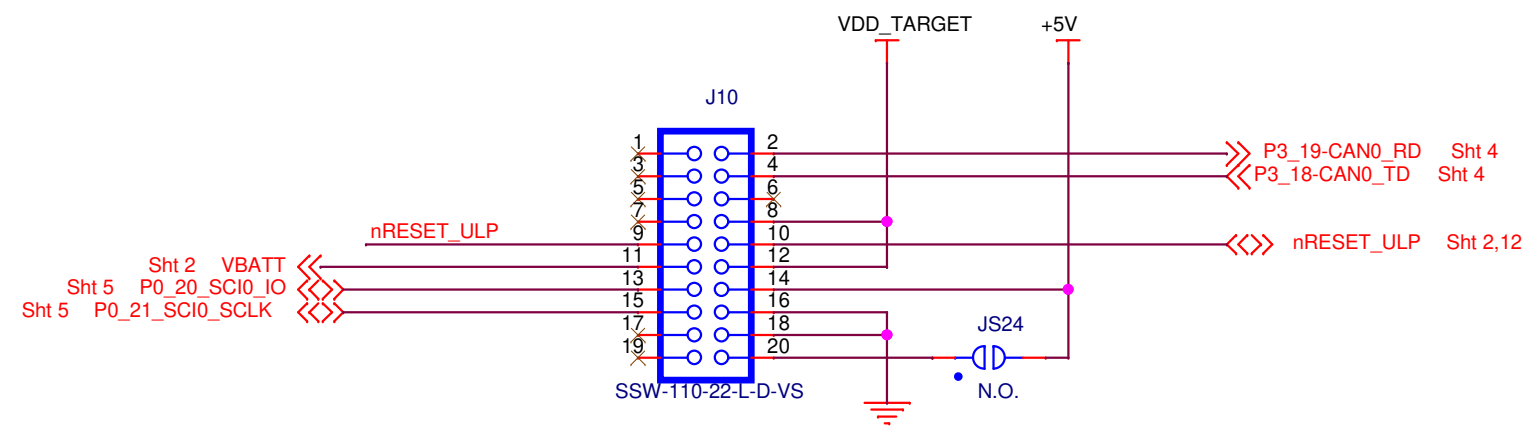 VDD_TARGET +5V
J10
1 2 P3_19-CAN0_RD Sht 4
3 4 P3_18-CAN0_TD Sht 4
5 6
7 8
nRESET_ULP 9 10 nRESET_ULP Sht 2,12
Sht 2 VBATT 11 12
Sht 5 P0_20_SCI0_IO 13 14
Sht 5 P0_21_SCI0_SCLK 15 16
17 18 JS24
19 20
SSW-110-22-L-D-VS N.O.